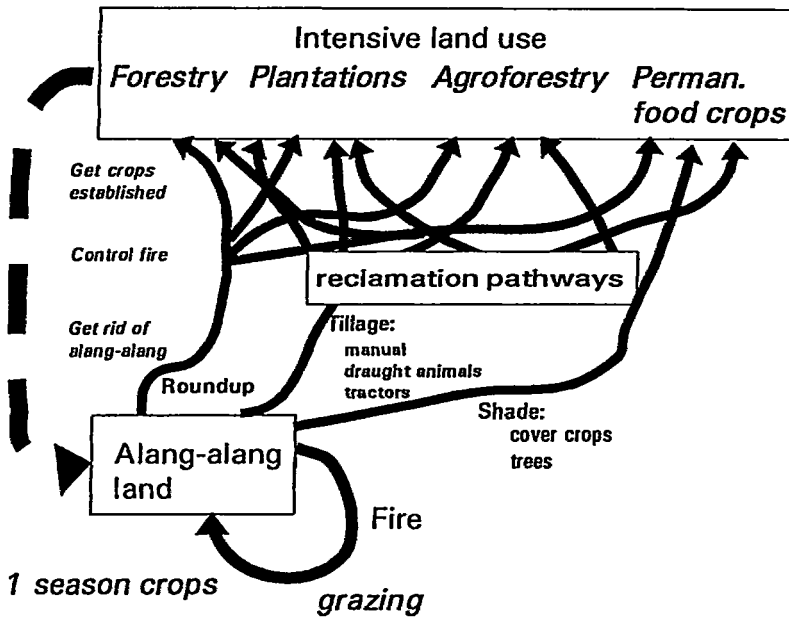 Intensive land use
Forestry Plantations Agroforestry Perman.
food crops
Get crops
established
Control fire
reclamation pathways
Get rid of
alang-alang
Tillage:
manual
draught animals
tractors
Roundup
Shade:
cover crops
trees
Alang-alang
land
Fire
1 season crops
grazing